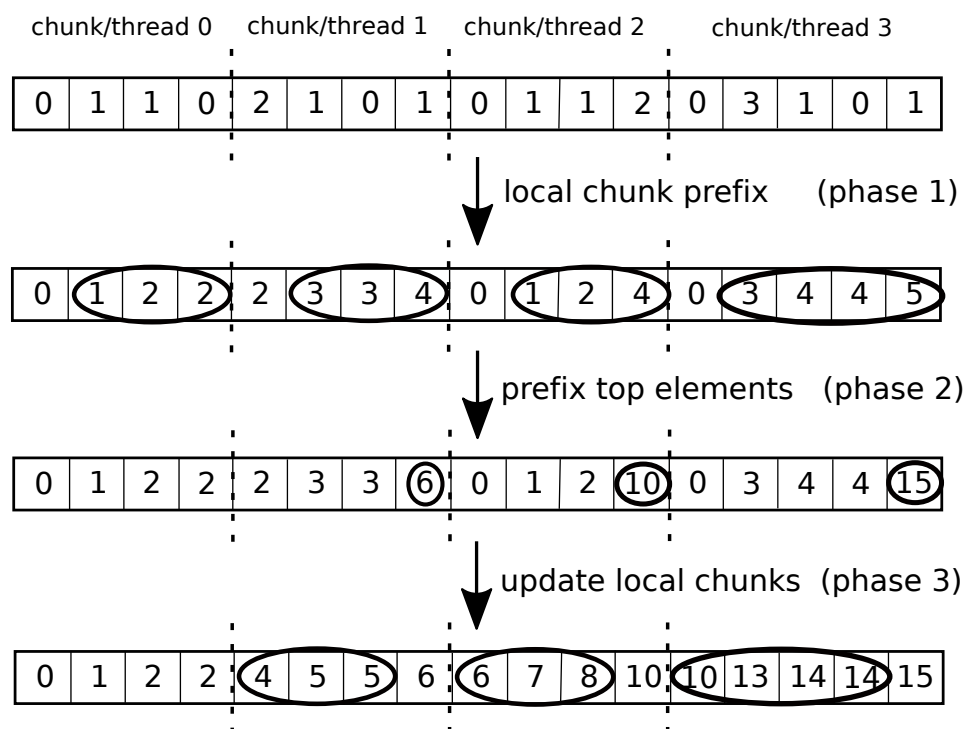 chunk/thread 0 chunk/thread 1 chunk/thread 2 chunk/thread 3
0 1 1 0 2 1 0 1 0 1 1 2 0 3 1 0 1
local chunk prefix (phase 1)
0 1 2 2 2 3 3 4 0 1 2 4 0 3 4 4 5
prefix top elements (phase 2)
0 1 2 2 2 3 3 6 0 1 2 10 0 3 4 4 15
update local chunks (phase 3)
0 1 2 2 4 5 5 6 6 7 8 10 10 13 14 14 15